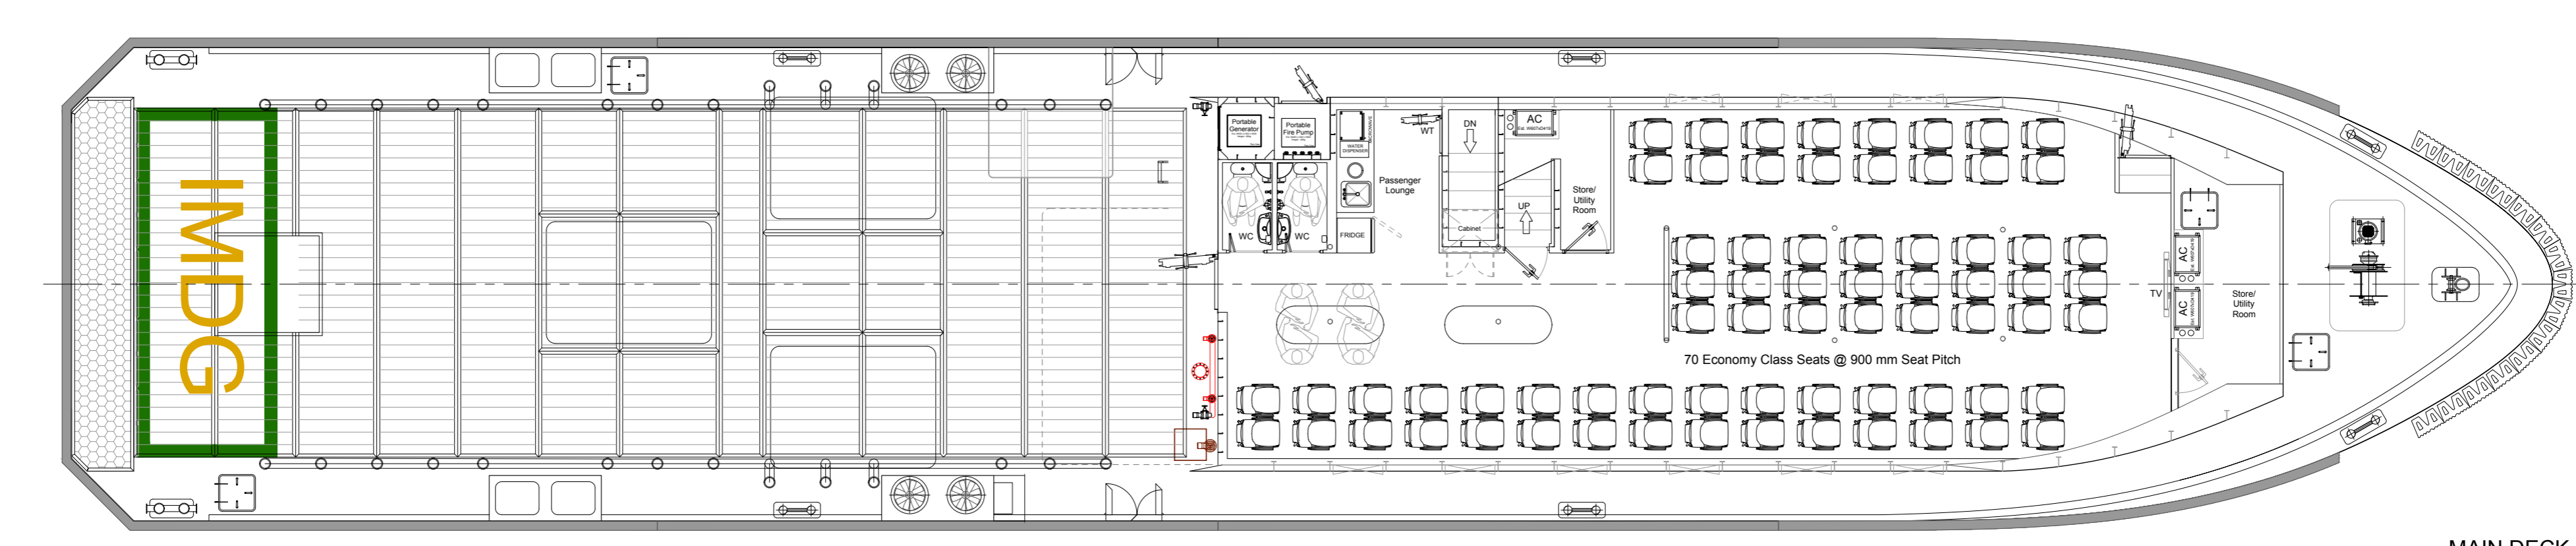 IMDG
Portable
Generator
Portable
Fire Pump
MICROWAVE
WATER
DISPENSER
WC
WC
FRIDGE
Passenger
Lounge
WT
DN
Cabinet
AC
UP
Store/
Utility
Room
70 Economy Class Seats @ 900 mm Seat Pitch
TV
AC
AC
Store/
Utility
Room
MAIN DECK